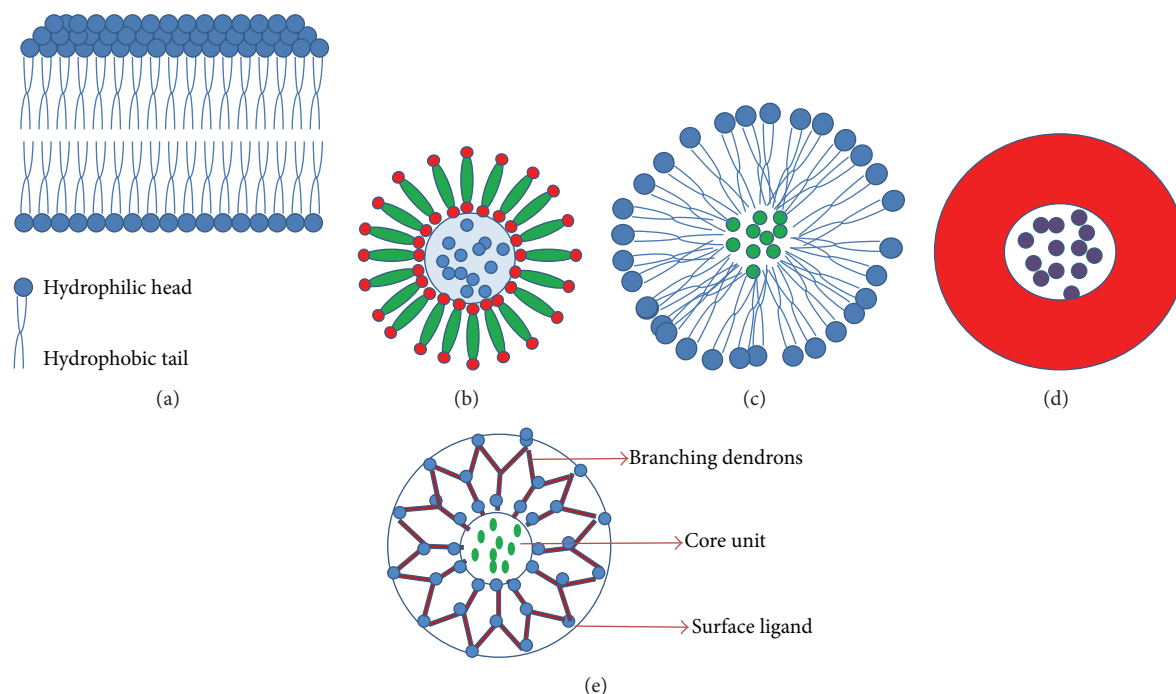 Hydrophilic head
Hydrophobic tail
(a)
(b)
(c)
(d)
Branching dendrons
Core unit
Surface ligand
(e)